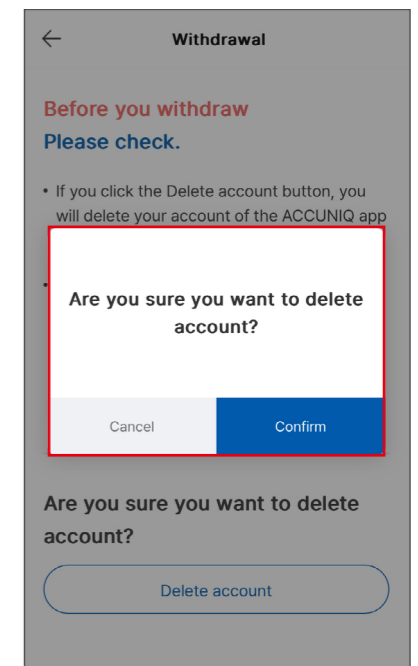 Withdrawal
Before you withdraw
Please check.
• If you click the Delete account button, you
will delete your account of the ACCUNIQ app
•
Are you sure you want to delete
account?
Cancel
Confirm
Are you sure you want to delete
account?
Delete account